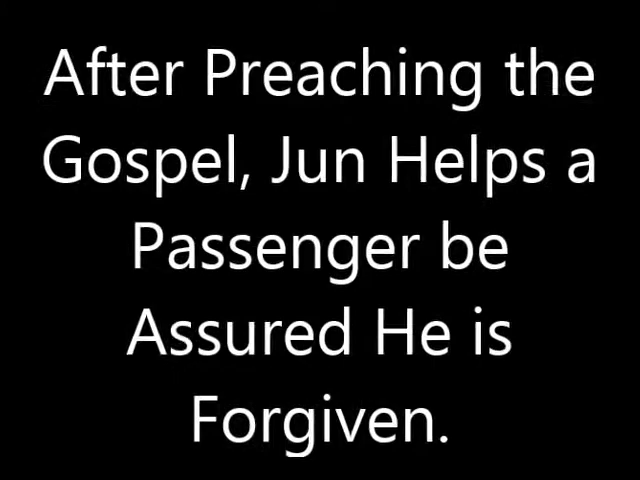 After Preaching the
Gospel, Jun Helps a
Passenger be
Assured He is
Forgiven.